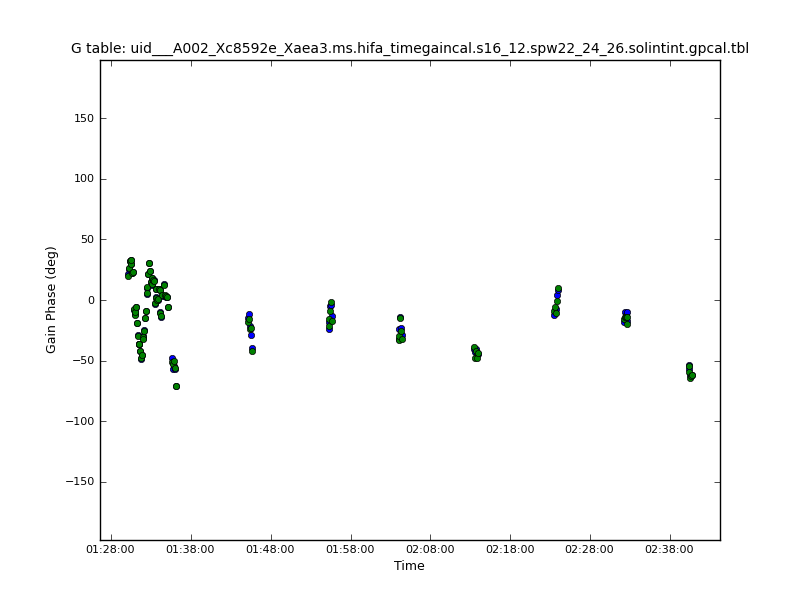 G table: uid___A002_Xc8592e_Xaea3.ms.hifa_timegaincal.s16_12.spw22_24_26.solintint.gpcal.tbl
150
100
50
0
−50
−100
−150
Gain Phase (deg)
01:28:00 01:38:00 01:48:00 01:58:00 02:08:00 02:18:00 02:28:00 02:38:00
Time